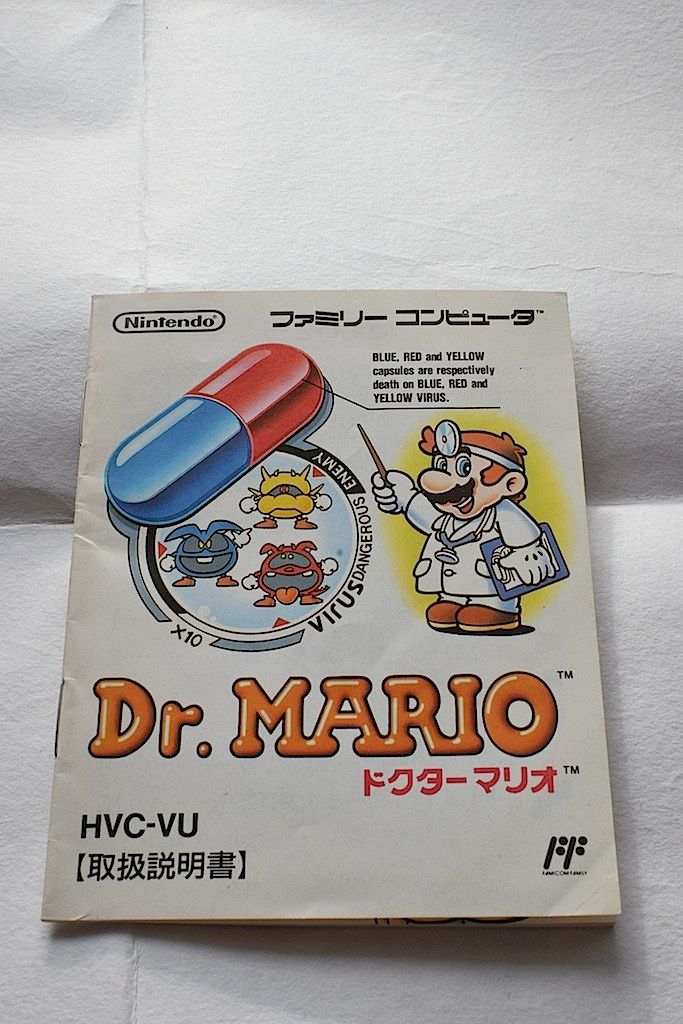 Nintendo®
ファミリー コンピュータ™
BLUE, RED and YELLOW
capsules are respectively
death on BLUE, RED and
YELLOW VIRUS.
VIRUS DANGEROUS ENEMY
X10
Dr. MARIO™
ドクターマリオ™
HVC-VU
【取扱説明書】
FAMICOM FAMILY